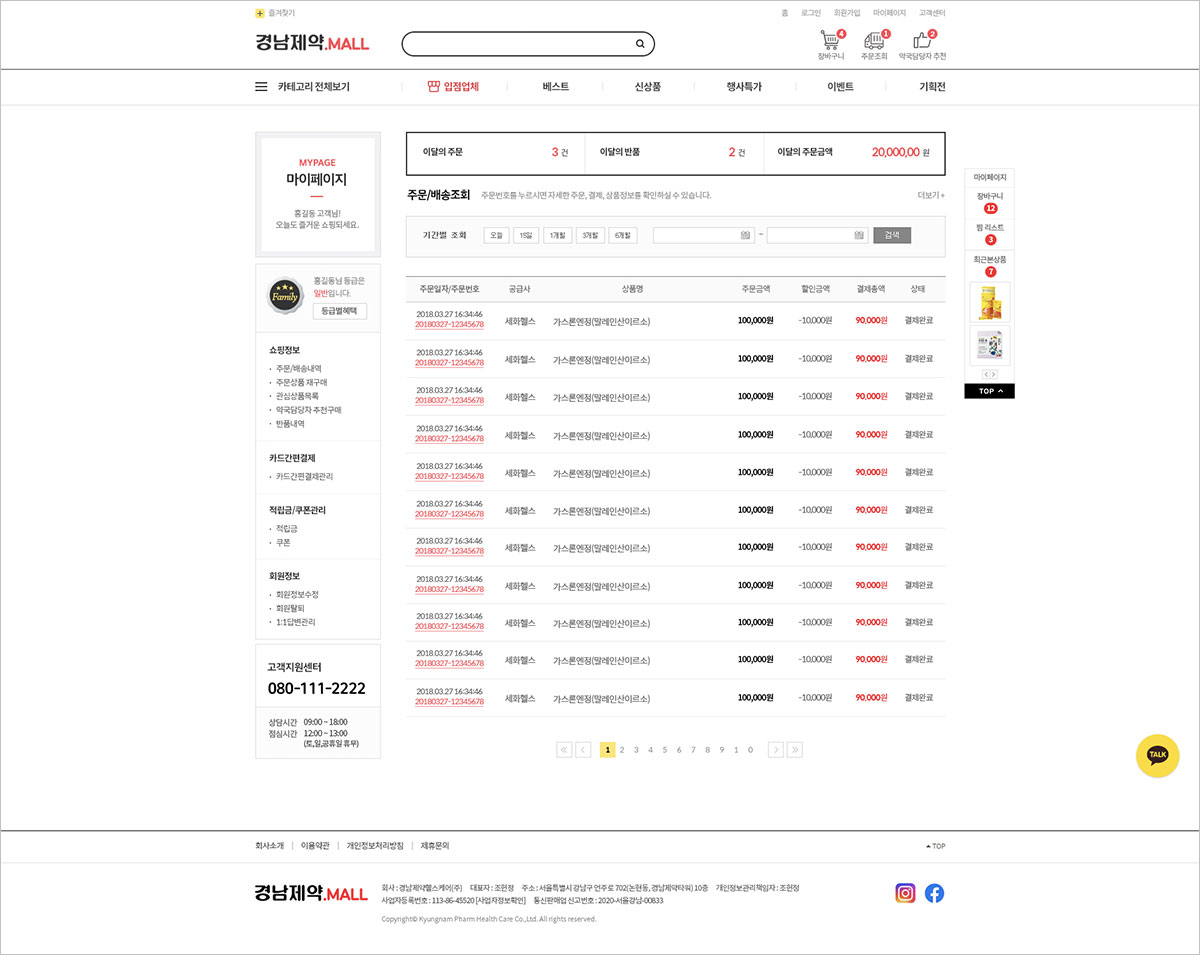 즐겨찾기
홈 로그인 회원가입 마이페이지 고객센터
경남제약.MALL
4 1 2
장바구니 주문조회 약국담당자 추천
카테고리 전체보기 입점업체 베스트 신상품 행사특가 이벤트 기획전
MYPAGE
마이페이지
홍길동 고객님!
오늘도 즐거운 쇼핑되세요.
Family
홍길동님 등급은
일반입니다.
등급별혜택
쇼핑정보
· 주문/배송내역
· 주문상품 재구매
· 관심상품목록
· 약국담당자 추천구매
· 반품내역
카드간편결제
· 카드간편결제관리
적립금/쿠폰관리
· 적립금
· 쿠폰
회원정보
· 회원정보수정
· 회원탈퇴
· 1:1답변관리
고객지원센터
080-111-2222
상담시간 09:00 ~ 18:00
점심시간 12:00 ~ 13:00
(토,일,공휴일 휴무)
이달의 주문 3 건 이달의 반품 2 건 이달의 주문금액 20,000,00 원
주문/배송조회 주문번호를 누르시면 자세한 주문, 결제, 상품정보를 확인하실 수 있습니다. 더보기 +
기간별 조회 오늘 15일 1개월 3개월 6개월 ~ 검색
주문일자/주문번호 공급사 상품명 주문금액 할인금액 결제총액 상태
2018.03.27 16:34:46
20180327-12345678 세화헬스 가스론엔정(말레인산이르소) 100,000원 -10,000원 90,000원 결제완료
2018.03.27 16:34:46
20180327-12345678 세화헬스 가스론엔정(말레인산이르소) 100,000원 -10,000원 90,000원 결제완료
2018.03.27 16:34:46
20180327-12345678 세화헬스 가스론엔정(말레인산이르소) 100,000원 -10,000원 90,000원 결제완료
2018.03.27 16:34:46
20180327-12345678 세화헬스 가스론엔정(말레인산이르소) 100,000원 -10,000원 90,000원 결제완료
2018.03.27 16:34:46
20180327-12345678 세화헬스 가스론엔정(말레인산이르소) 100,000원 -10,000원 90,000원 결제완료
2018.03.27 16:34:46
20180327-12345678 세화헬스 가스론엔정(말레인산이르소) 100,000원 -10,000원 90,000원 결제완료
2018.03.27 16:34:46
20180327-12345678 세화헬스 가스론엔정(말레인산이르소) 100,000원 -10,000원 90,000원 결제완료
2018.03.27 16:34:46
20180327-12345678 세화헬스 가스론엔정(말레인산이르소) 100,000원 -10,000원 90,000원 결제완료
2018.03.27 16:34:46
20180327-12345678 세화헬스 가스론엔정(말레인산이르소) 100,000원 -10,000원 90,000원 결제완료
2018.03.27 16:34:46
20180327-12345678 세화헬스 가스론엔정(말레인산이르소) 100,000원 -10,000원 90,000원 결제완료
2018.03.27 16:34:46
20180327-12345678 세화헬스 가스론엔정(말레인산이르소) 100,000원 -10,000원 90,000원 결제완료
1 2 3 4 5 6 7 8 9 1 0
마이페이지
장바구니
12
찜 리스트
3
최근본상품
7
TOP
TALK
회사소개 | 이용약관 | 개인정보처리방침 | 제휴문의
TOP
경남제약.MALL
회사 : 경남제약헬스케어(주) 대표자 : 조헌정 주소 : 서울특별시 강남구 언주로 702(논현동, 경남제약타워) 10층 개인정보관리책임자 : 조헌정
사업자등록번호 : 113-86-45520 [사업자정보확인] 통신판매업 신고번호 : 2020-서울강남-00833
Copyright© Kyungnam Pharm Health Care Co.,Ltd. All rights reserved.